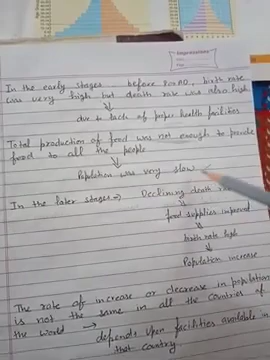 In the early stages before 1000 AD, birth rate
was very high but death rate was also high
due to lack of proper health facilities
Total production of food was not enough to provide
food to all the people
Population was very slow
In the later stages → Declining death
food supplies improved
birth rate high
Population increase
The rate of increase or decrease in population
is not the same in all the countries of
the world → depends upon facilities available in
that country